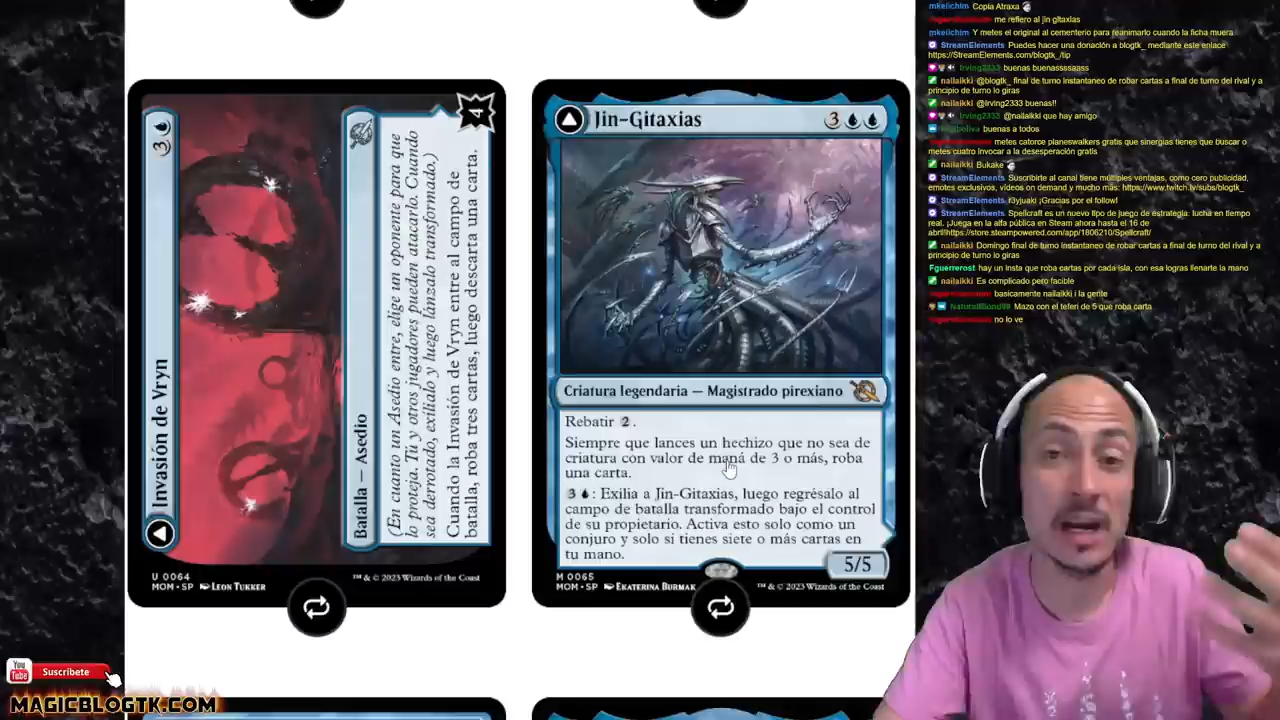 Invasión de Vryn
3
Batalla – Asedio
(En cuanto un Asedio entre, elige un oponente para que
lo proteja. Tú y otros jugadores pueden atacarlo. Cuando
sea derrotado, exílialo y luego lánzalo transformado.)
Cuando la Invasión de Vryn entre al campo de
batalla, roba tres cartas, luego descarta una carta.
4
U 0064
MOM • SP LEON TUKKER
™ & © 2023 Wizards of the Coast
Jin-Gitaxias
3
Criatura legendaria — Magistrado pirexiano
Rebatir 2.
Siempre que lances un hechizo que no sea de
criatura con valor de maná de 3 o más, roba
una carta.
3 : Exilia a Jin-Gitaxias, luego regrésalo al
campo de batalla transformado bajo el control
de su propietario. Activa esto solo como un
conjuro y solo si tienes siete o más cartas en
tu mano.
5/5
M 0065
MOM • SP EKATERINA BURMAK
™ & © 2023 Wizards of the Coast
mkeiichim Copia Atraxa
me refiero al jin gitaxias
mkeiichim Y metes el original al cementerio para reanimarlo cuando la ficha muera
StreamElements Puedes hacer una donación a blogtk_ mediante este enlace
https://StreamElements.com/blogtk_/tip
Irving2333 buenas buenassssaass
nailaikki @blogtk_ final de turno instantaneo de robar cartas a final de turno del rival y a
principio de turno lo giras
nailaikki @Irving2333 buenas!!
Irving2333 @nailaikki que hay amigo
buenas a todos
metes catorce planeswalkers gratis que sinergias tienes que buscar o
metes cuatro invocar a la desesperación gratis
nailaikki Bukake
StreamElements Suscribirte al canal tiene múltiples ventajas, como cero publicidad,
emotes exclusivos, vídeos on demand y mucho más: https://www.twitch.tv/subs/blogtk_
StreamElements r3yjuaki ¡Gracias por el follow!
StreamElements Spellcraft es un nuevo tipo de juego de estrategia: lucha en tiempo
real. ¡Juega en la alfa pública en Steam ahora hasta el 16 de
abril!https://store.steampowered.com/app/1806210/Spellcraft/
nailaikki Domingo final de turno instantaneo de robar cartas a final de turno del rival y a
principio de turno lo giras
Fguerrerost hay un insta que roba cartas por cada isla, con esa logras llenarte la mano
nailaikki Es complicado pero facible
basicamente nailaikki i la gente
Mazo con el teferi de 5 que roba carta
no lo ve
You
Tube
Suscribete
MAGICBLOGTK.COM